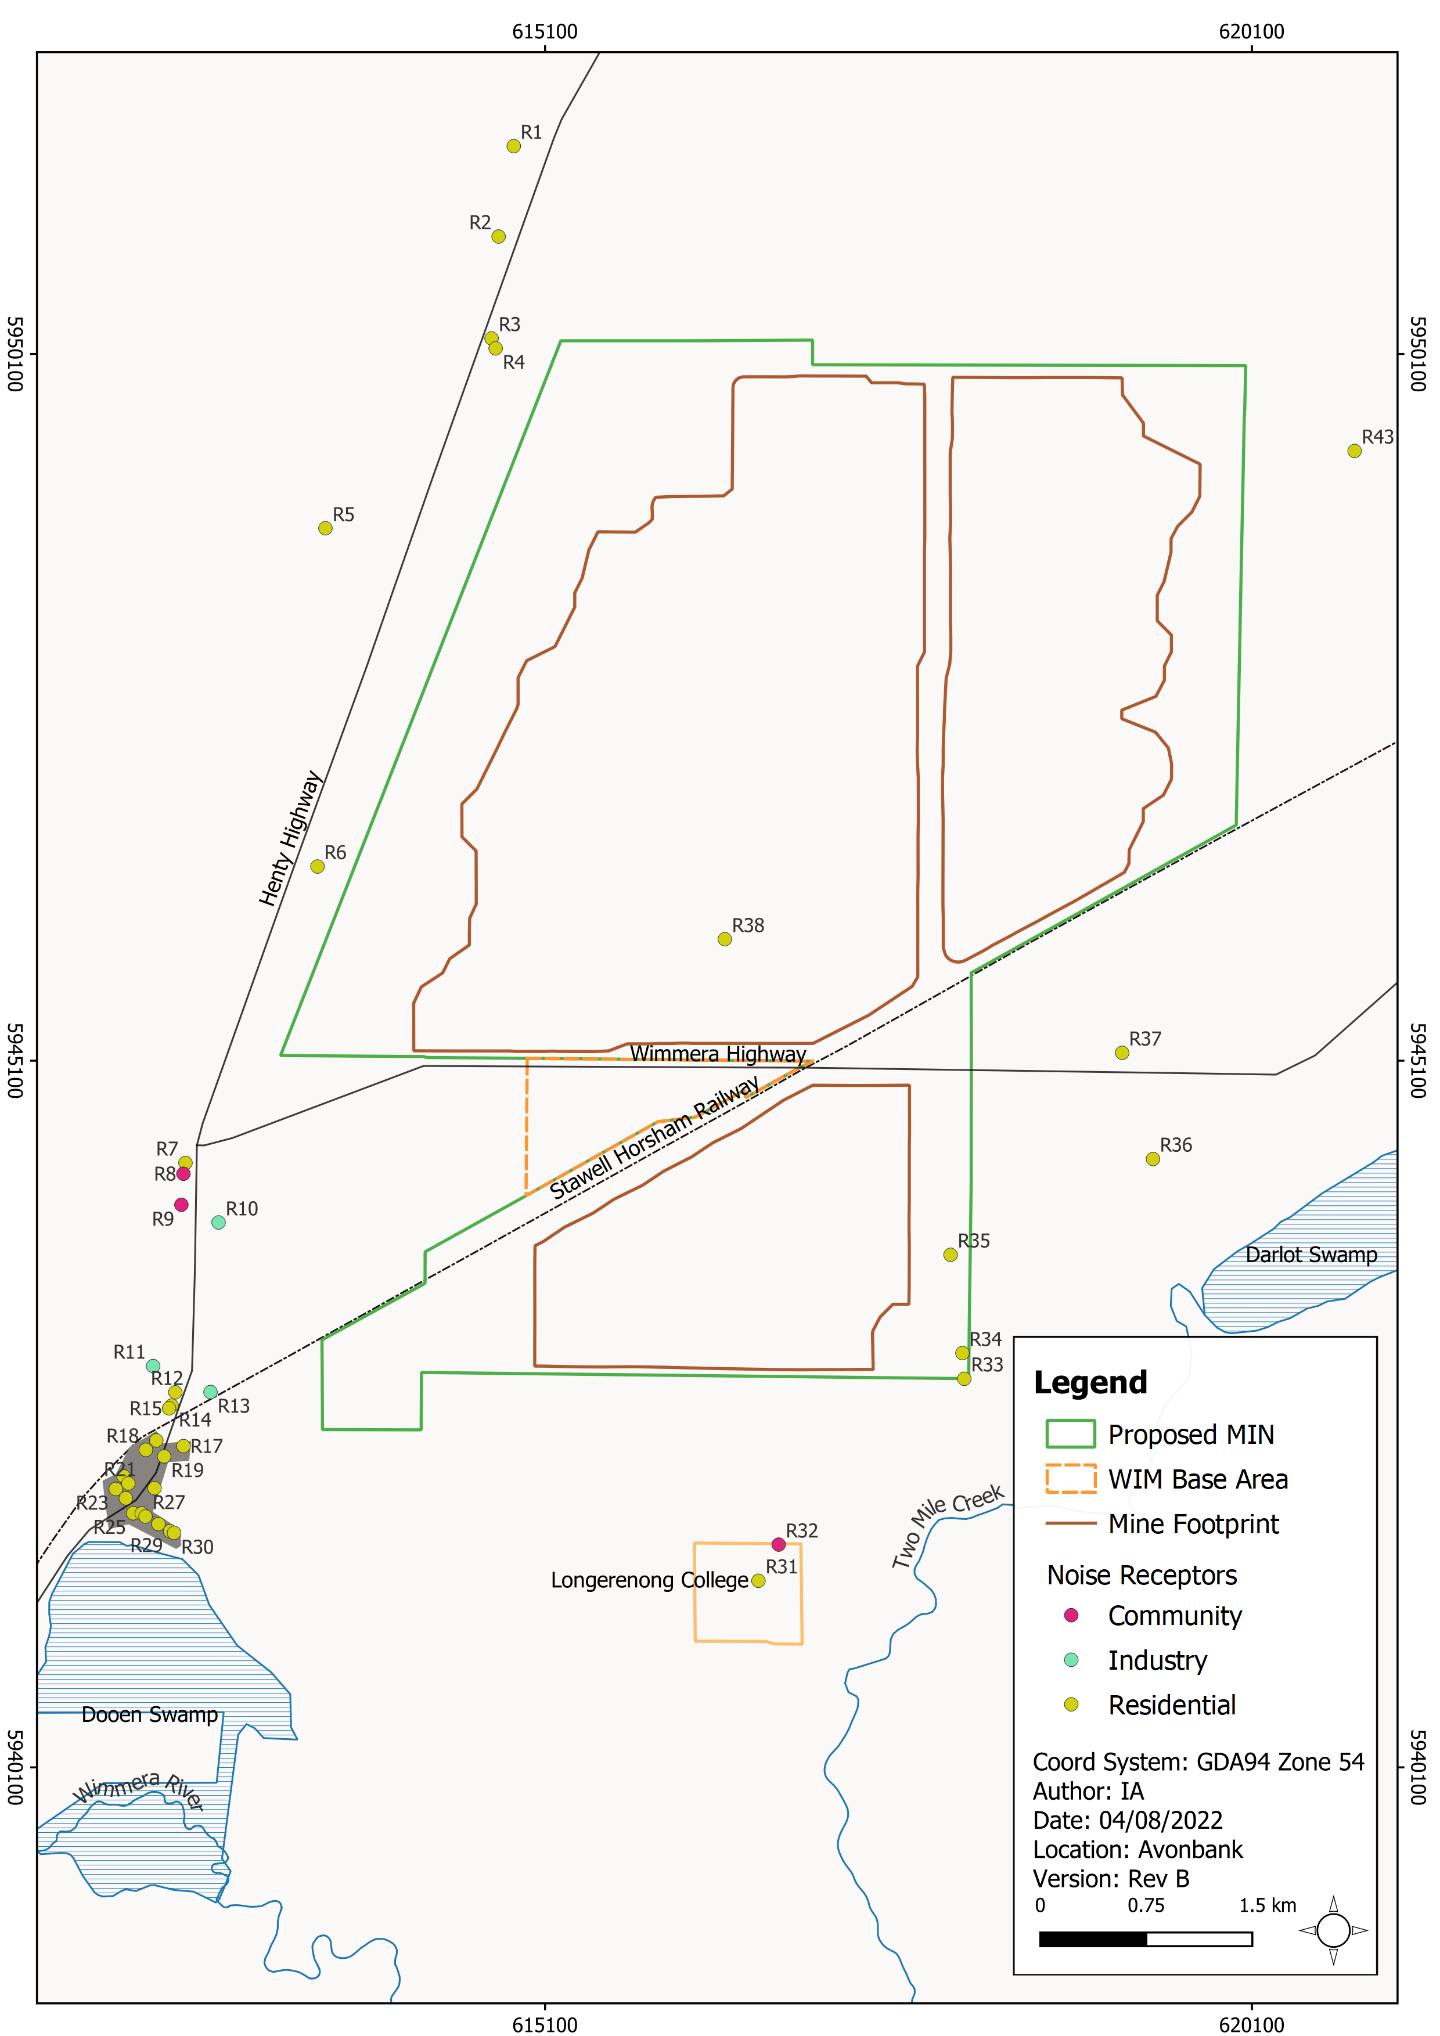 615100
620100
R1
R2
R3
R4
5950100
5950100
R43
R5
Henty Highway
R6
R38
R37
Wimmera Highway
5945100
5945100
Stawell Horsham Railway
R7
R8
R36
R9
R10
R35
Darlot Swamp
R34
R11
R33
R12
R13
R15
R14
R18
R17
R19
R21
R23
R27
R25
R29
R30
Two Mile Creek
R32
R31
Longerenong College
Dooen Swamp
Wimmera River
Legend
Proposed MIN
WIM Base Area
Mine Footprint
Noise Receptors
Community
Industry
Residential
Coord System: GDA94 Zone 54
Author: IA
Date: 04/08/2022
Location: Avonbank
Version: Rev B
0 0.75 1.5 km
5940100
5940100
615100
620100